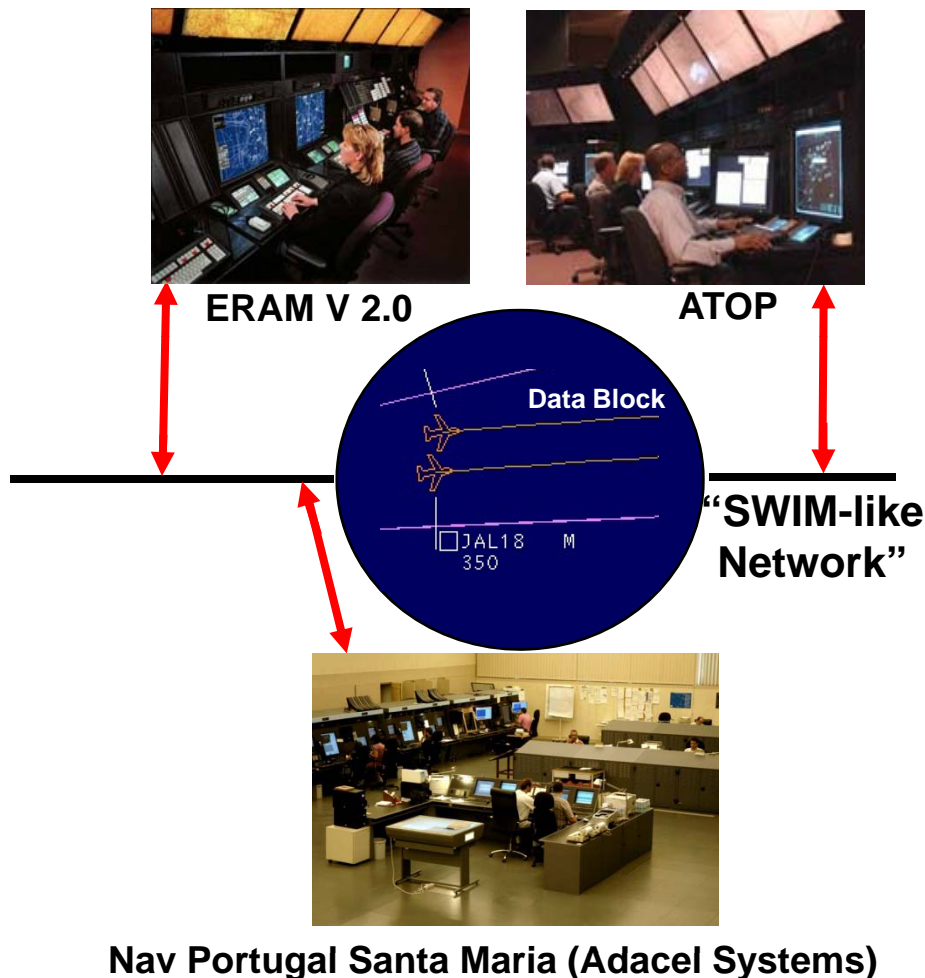 ERAM V 2.0
ATOP
Data Block
JAL18 M
350
“SWIM-like
Network”
Nav Portugal Santa Maria (Adacel Systems)